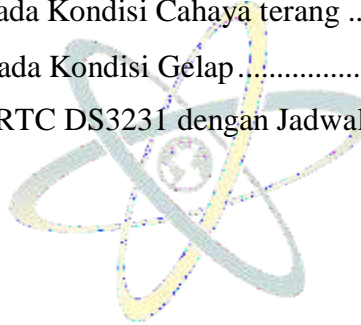 ada Kondisi Cahaya terang ..
ada Kondisi Gelap..................
RTC DS3231 dengan Jadwal